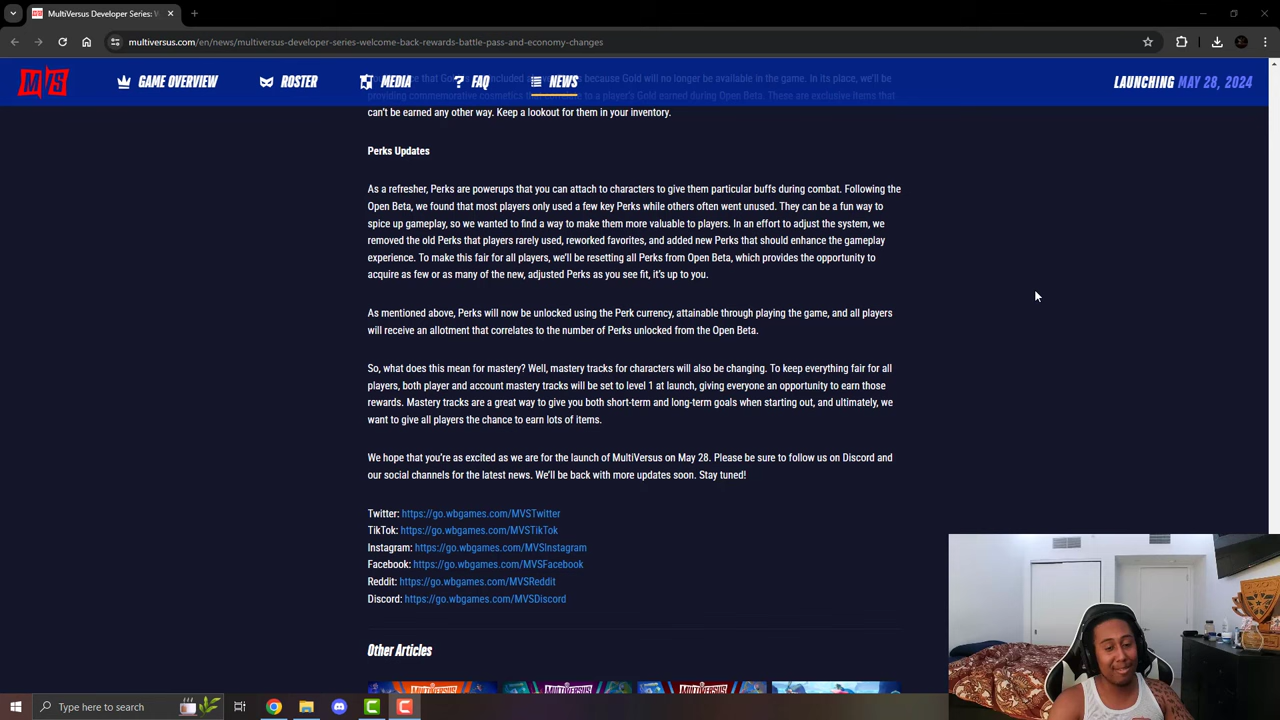 MultiVersus Developer Series: W
multiversus.com/en/news/multiversus-developer-series-welcome-back-rewards-battle-pass-and-economy-changes
MVS
GAME OVERVIEW
ROSTER
MEDIA
FAQ
NEWS
LAUNCHING MAY 28, 2024
can't be earned any other way. Keep a lookout for them in your inventory.
Perks Updates
As a refresher, Perks are powerups that you can attach to characters to give them particular buffs during combat. Following the
Open Beta, we found that most players only used a few key Perks while others often went unused. They can be a fun way to
spice up gameplay, so we wanted to find a way to make them more valuable to players. In an effort to adjust the system, we
removed the old Perks that players rarely used, reworked favorites, and added new Perks that should enhance the gameplay
experience. To make this fair for all players, we'll be resetting all Perks from Open Beta, which provides the opportunity to
acquire as few or as many of the new, adjusted Perks as you see fit, it's up to you.
As mentioned above, Perks will now be unlocked using the Perk currency, attainable through playing the game, and all players
will receive an allotment that correlates to the number of Perks unlocked from the Open Beta.
So, what does this mean for mastery? Well, mastery tracks for characters will also be changing. To keep everything fair for all
players, both player and account mastery tracks will be set to level 1 at launch, giving everyone an opportunity to earn those
rewards. Mastery tracks are a great way to give you both short-term and long-term goals when starting out, and ultimately, we
want to give all players the chance to earn lots of items.
We hope that you're as excited as we are for the launch of MultiVersus on May 28. Please be sure to follow us on Discord and
our social channels for the latest news. We'll be back with more updates soon. Stay tuned!
Twitter: https://go.wbgames.com/MVSTwitter
TikTok: https://go.wbgames.com/MVSTikTok
Instagram: https://go.wbgames.com/MVSInstagram
Facebook: https://go.wbgames.com/MVSFacebook
Reddit: https://go.wbgames.com/MVSReddit
Discord: https://go.wbgames.com/MVSDiscord
Other Articles
MULTIVERSUS
MULTIVERSUS
MULTIVERSUS
Type here to search